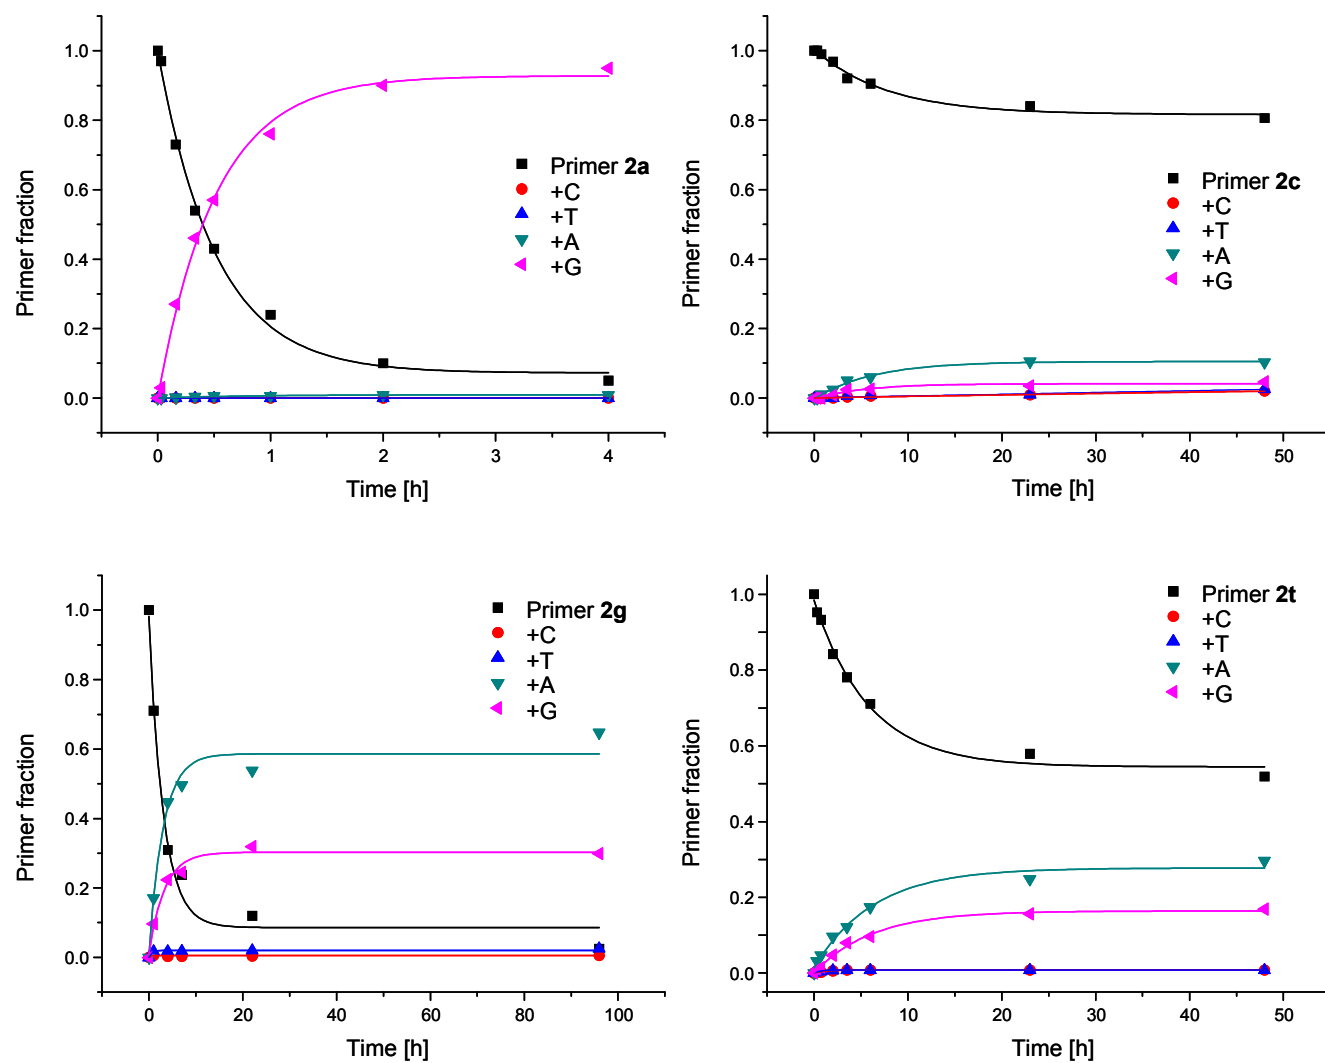 1.0
0.8
0.6
0.4
0.2
0.0
Primer fraction
Primer 2a
+C
+T
+A
+G
0
1
2
3
4
Time [h]
1.0
0.8
0.6
0.4
0.2
0.0
Primer fraction
Primer 2c
+C
+T
+A
+G
0
10
20
30
40
50
Time [h]
1.0
0.8
0.6
0.4
0.2
0.0
Primer fraction
Primer 2g
+C
+T
+A
+G
0
20
40
60
80
100
Time [h]
1.0
0.8
0.6
0.4
0.2
0.0
Primer fraction
Primer 2t
+C
+T
+A
+G
0
10
20
30
40
50
Time [h]